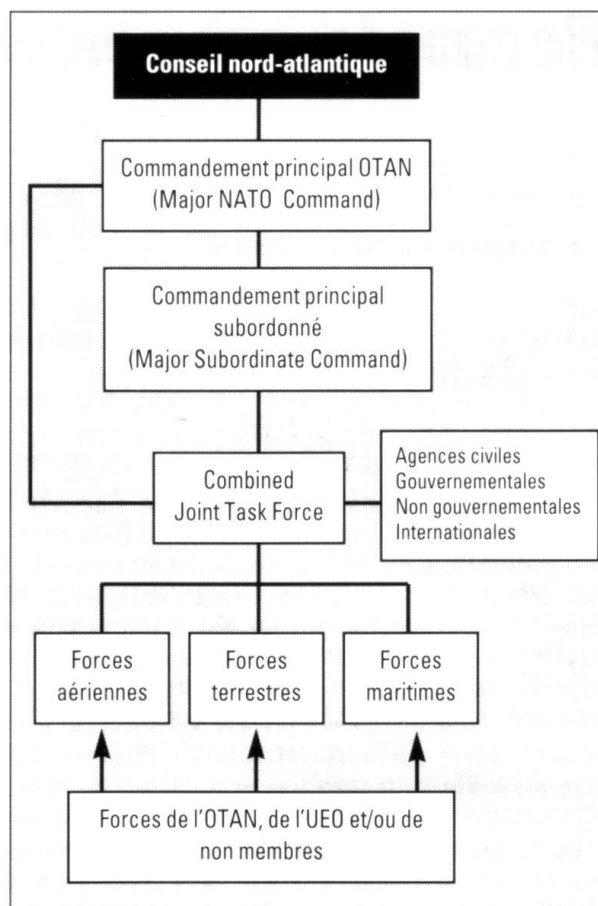 Conseil nord-atlantique
Commandement principal OTAN
(Major NATO Command)
Commandement principal
subordonné
(Major Subordinate Command)
Combined
Joint Task Force
Agences civiles
Gouvernementales
Non gouvernementales
Internationales
Forces
aériennes
Forces
terrestres
Forces
maritimes
Forces de l'OTAN, de l'UEO et/ou de
non membres